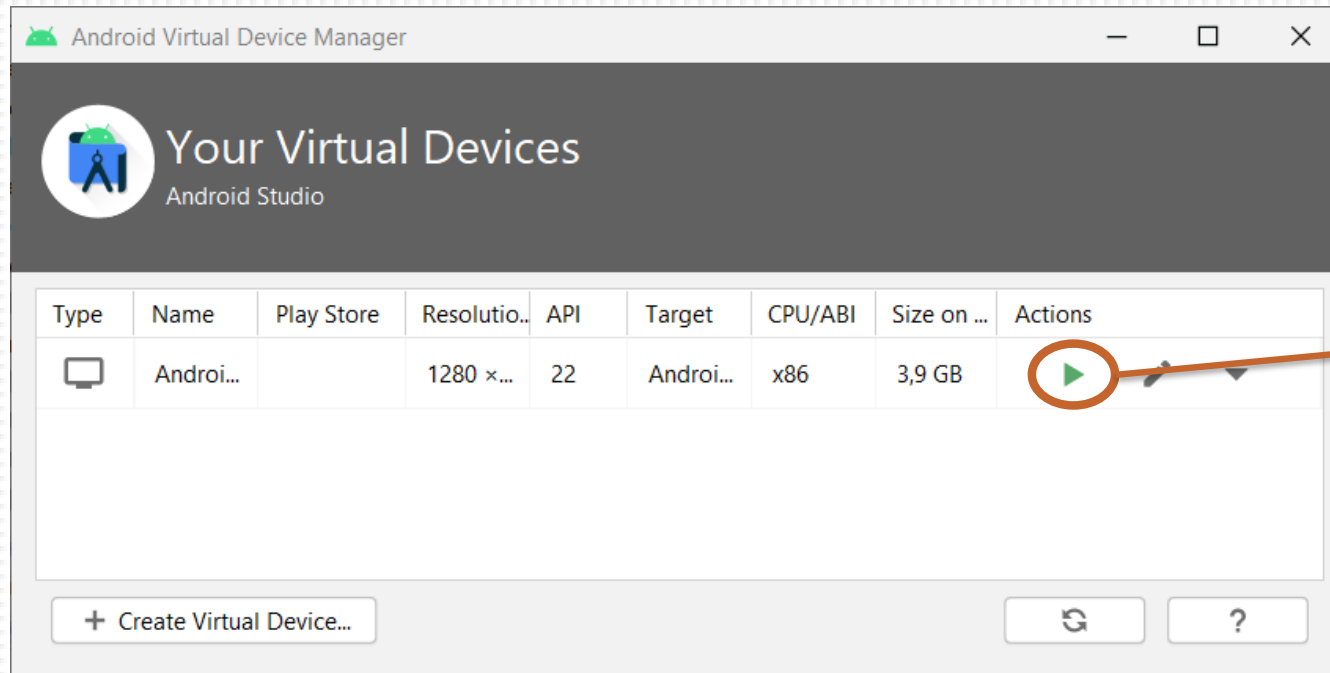 Android Virtual Device Manager
Your Virtual Devices
Android Studio
Type Name Play Store Resolutio.. API Target CPU/ABI Size on ... Actions
Androi... 1280 ×... 22 Androi... x86 3,9 GB
+ Create Virtual Device... ?